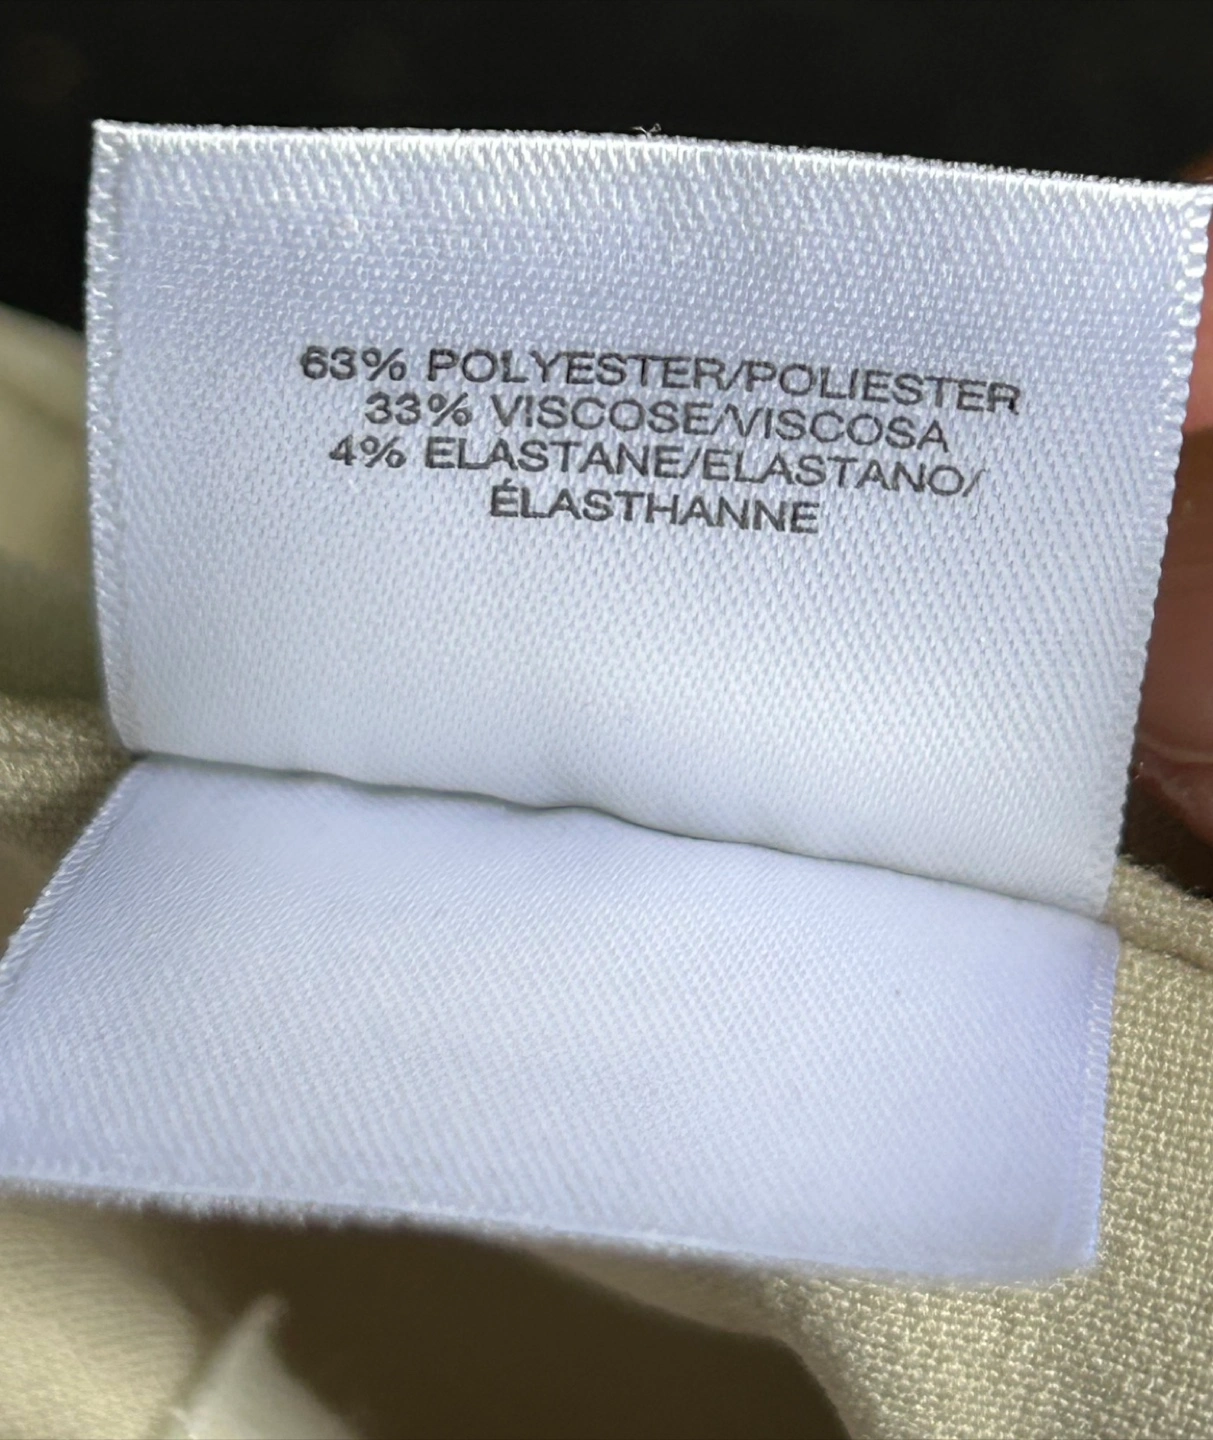 63% POLYESTER/POLIESTER
33% VISCOSE/VISCOSA
4% ELASTANE/ELASTANO/
ÉLASTHANNE